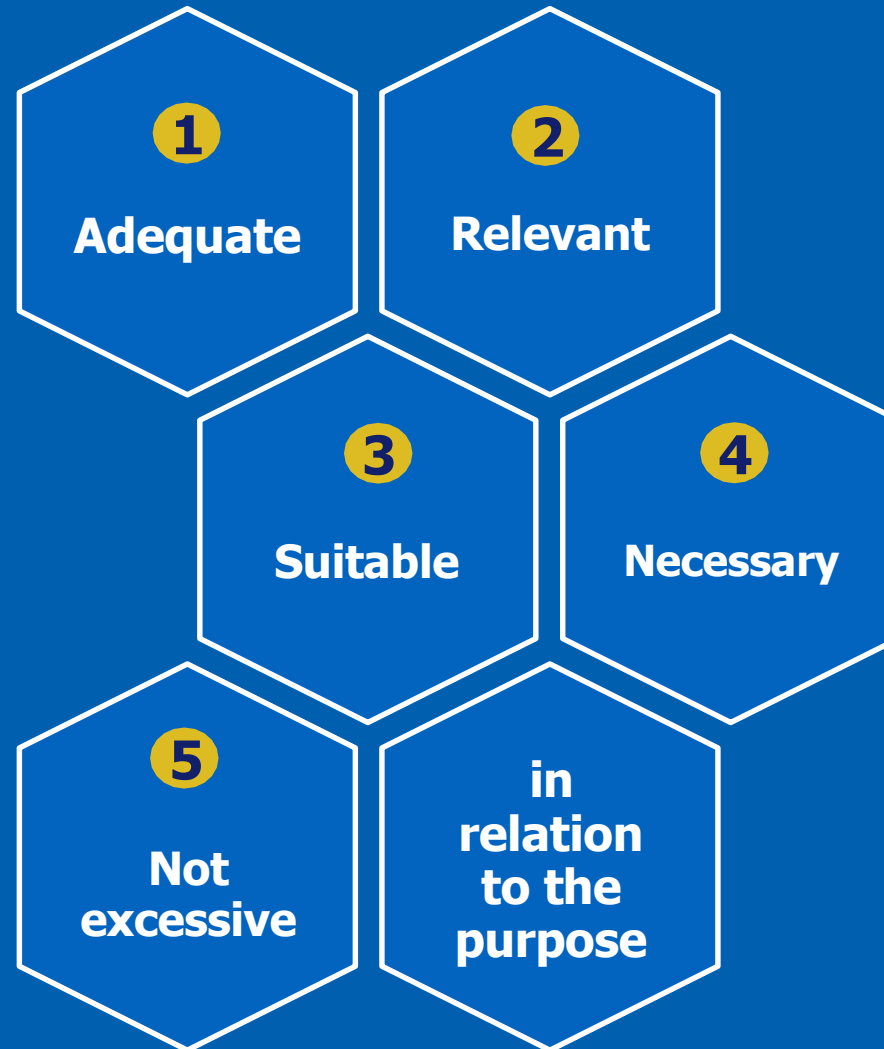 1
Adequate
2
Relevant
3
Suitable
4
Necessary
5
Not
excessive
in
relation
to the
purpose